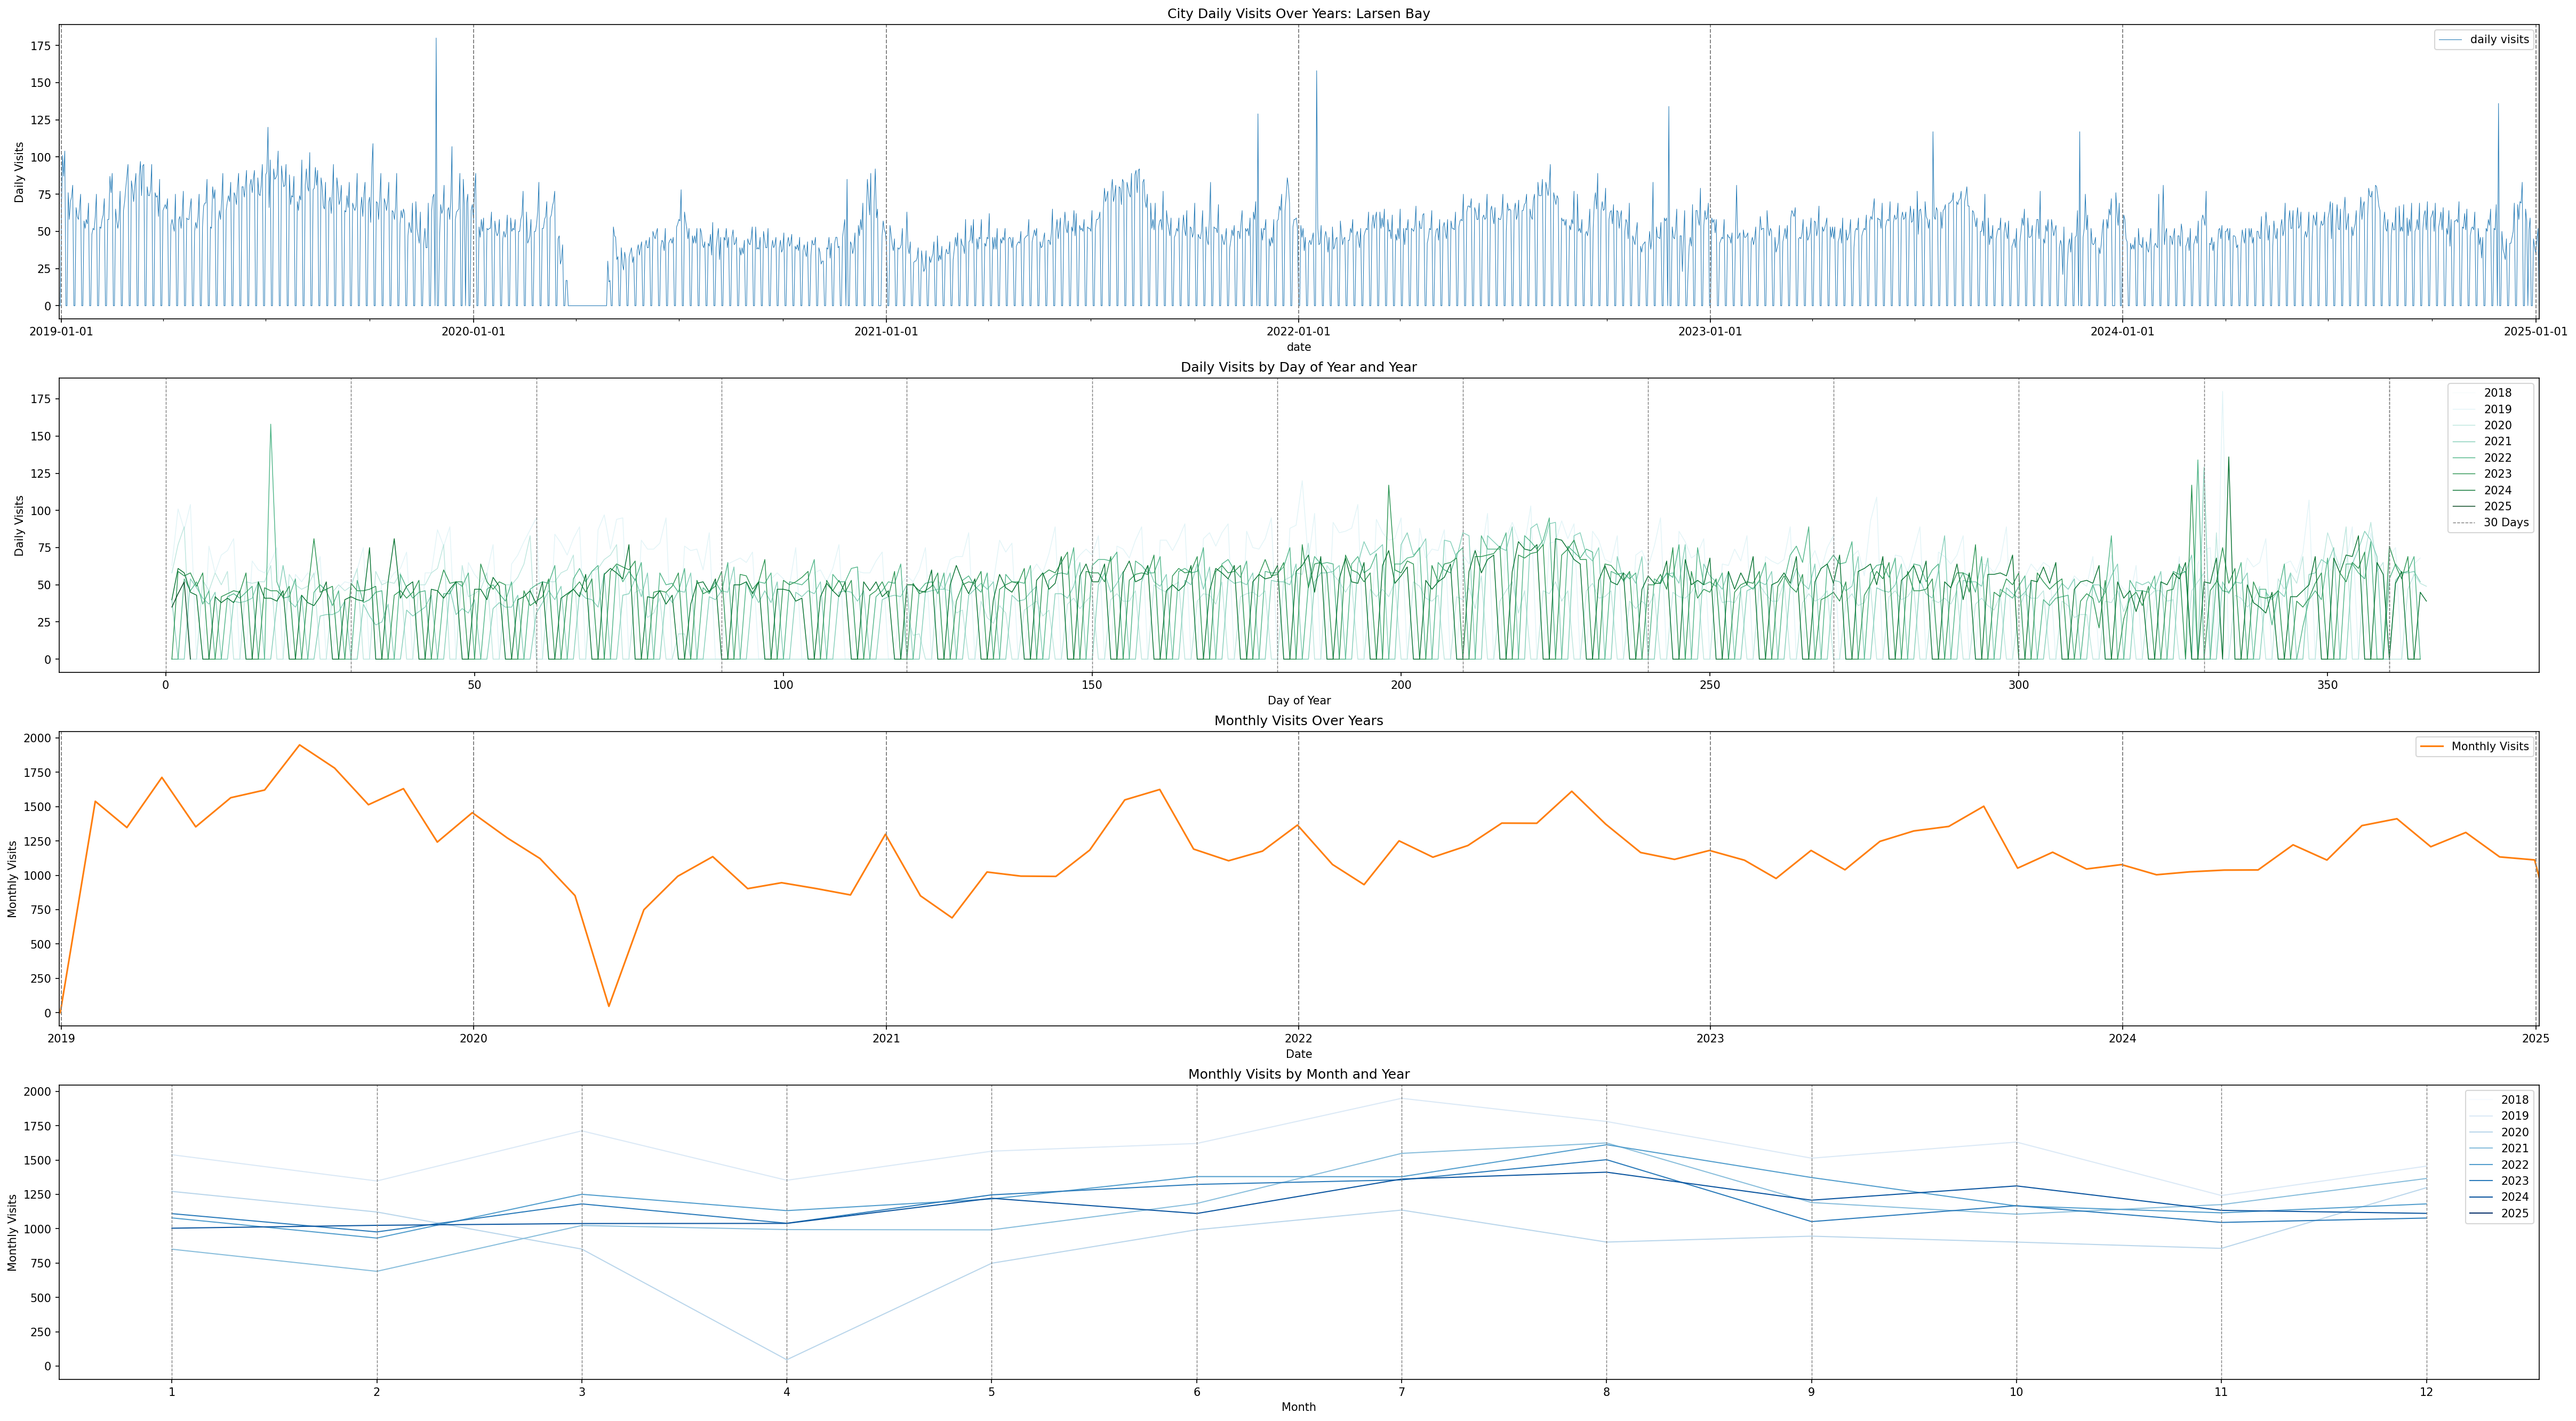 City Daily Visits Over Years: Larsen Bay
Daily Visits
175
150
125
100
75
50
25
0
daily visits
2019-01-01 2020-01-01 2021-01-01 2022-01-01 2023-01-01 2024-01-01 2025-01-01
date
Daily Visits by Day of Year and Year
Daily Visits
175
150
125
100
75
50
25
0
2018
2019
2020
2021
2022
2023
2024
2025
30 Days
0 50 100 150 200 250 300 350
Day of Year
Monthly Visits Over Years
Monthly Visits
2000
1750
1500
1250
1000
750
500
250
0
Monthly Visits
2019 2020 2021 2022 2023 2024 2025
Date
Monthly Visits by Month and Year
Monthly Visits
2000
1750
1500
1250
1000
750
500
250
0
2018
2019
2020
2021
2022
2023
2024
2025
1 2 3 4 5 6 7 8 9 10 11 12
Month